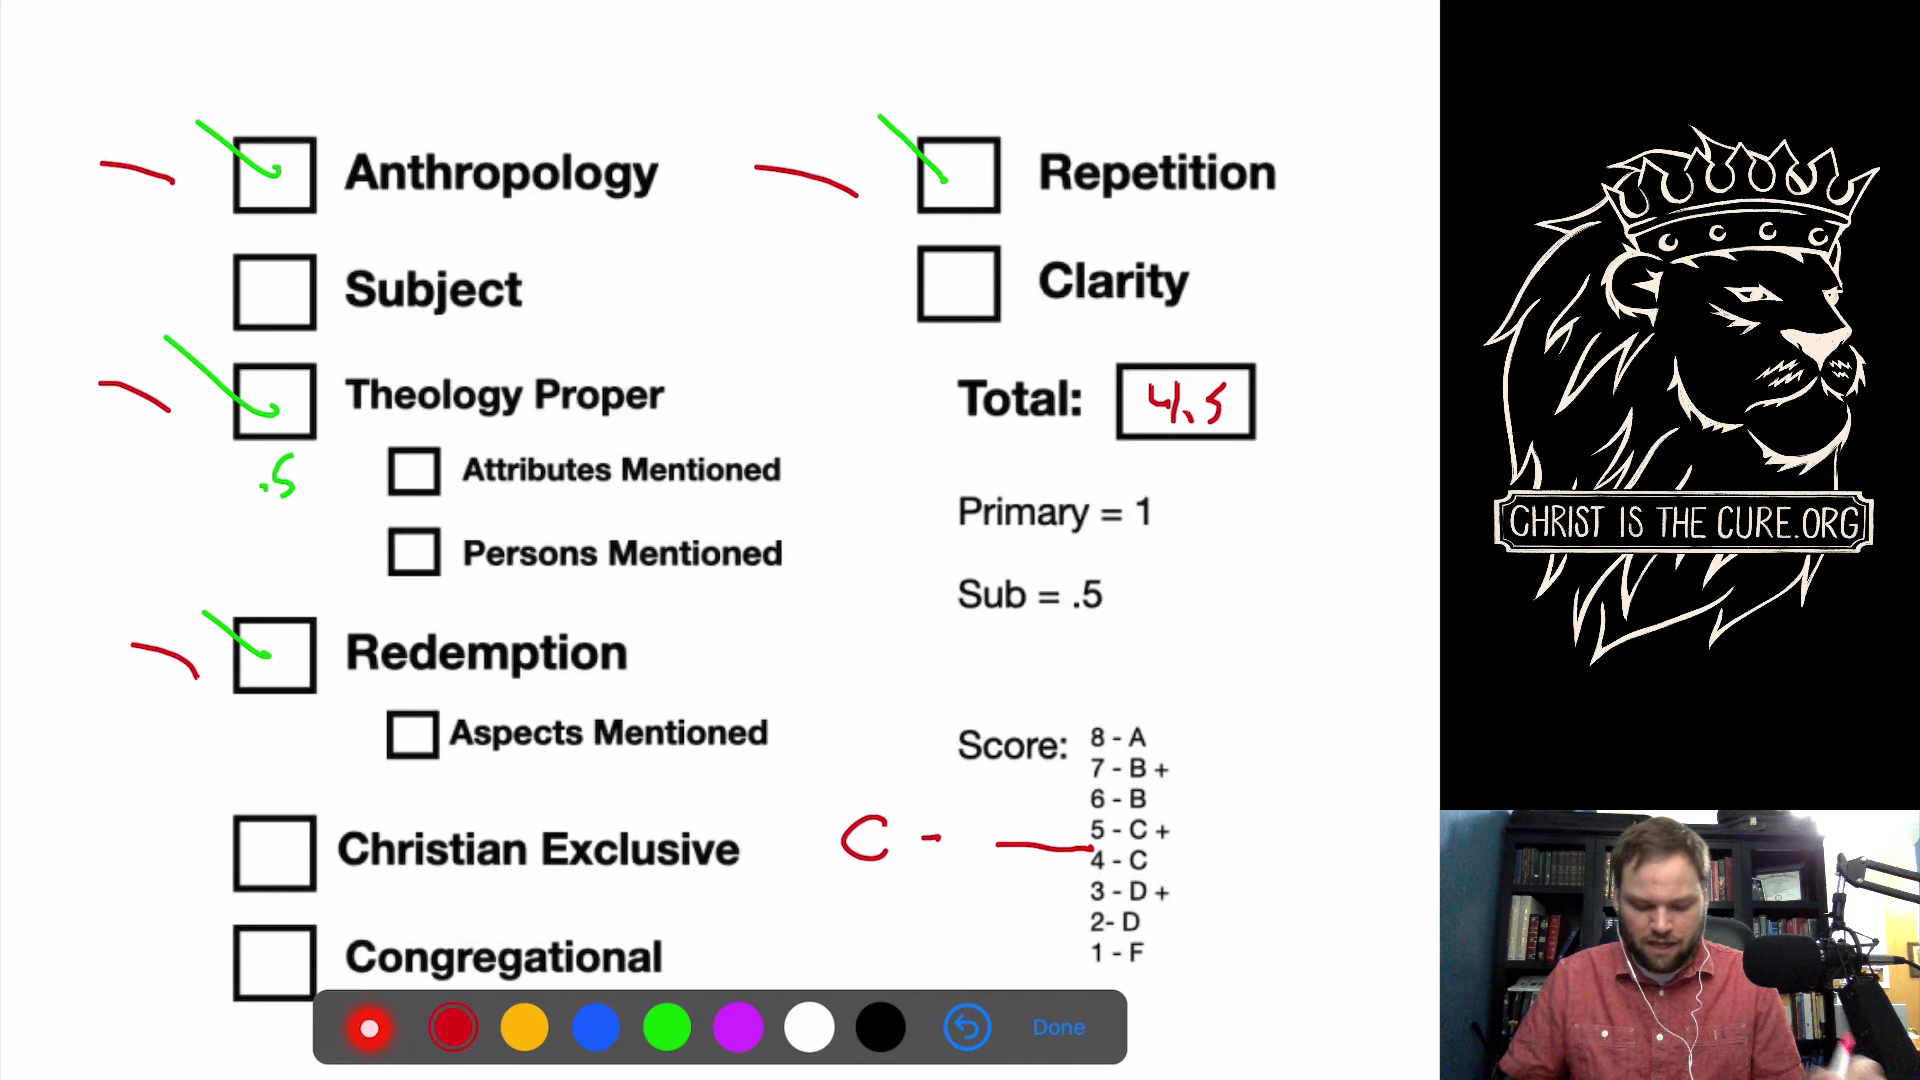 Anthropology
Subject
Theology Proper
.5
Attributes Mentioned
Persons Mentioned
Redemption
Aspects Mentioned
Christian Exclusive
Congregational
Repetition
Clarity
Total: 4.5
Primary = 1
Sub = .5
Score:
8 - A
7 - B +
6 - B
5 - C +
4 - C
3 - D +
2- D
1 - F
C -
Done
CHRIST IS THE CURE.ORG